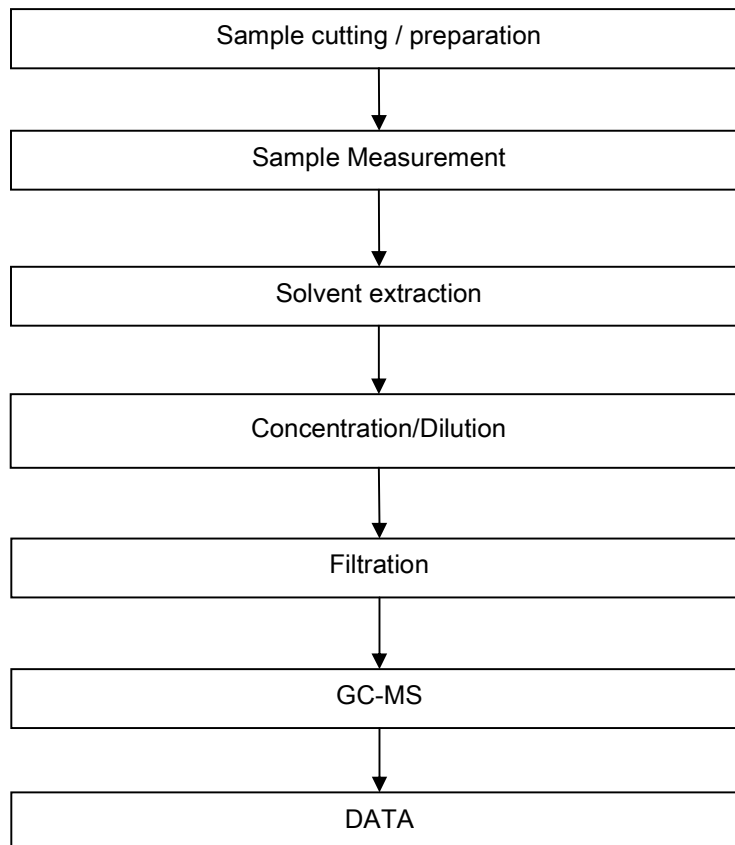 Sample cutting / preparation
Sample Measurement
Solvent extraction
Concentration/Dilution
Filtration
GC-MS
DATA